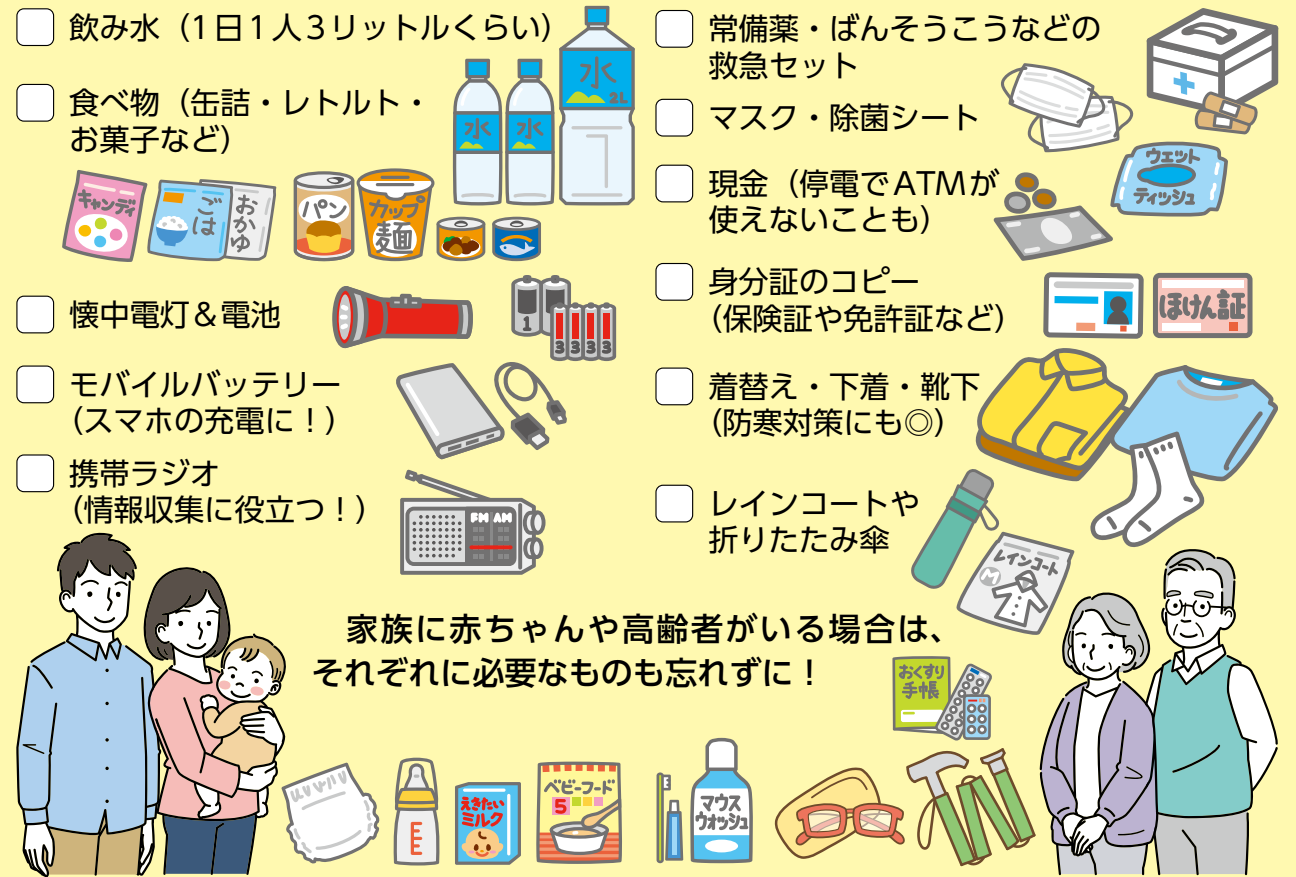 飲み水（1日1人3リットルくらい）
食べ物（缶詰・レトルト・
お菓子など）
水
水
水
2L
キャンディ
ごは
おかゆ
パン
カップ
麺
懐中電灯＆電池
1
3 3 3 3
モバイルバッテリー
（スマホの充電に！）
携帯ラジオ
（情報収集に役立つ！）
FM AM
常備薬・ばんそうこうなどの
救急セット
マスク・除菌シート
ウェット
ティッシュ
現金（停電でATMが
使えないことも）
身分証のコピー
（保険証や免許証など）
ほけん証
着替え・下着・靴下
（防寒対策にも◎）
レインコートや
折りたたみ傘
レインコート
M
家族に赤ちゃんや高齢者がいる場合は、
それぞれに必要なものも忘れずに！
おくすり
手帳
えきたい
ミルク
ベビーフード
5
マウス
ウォッシュ